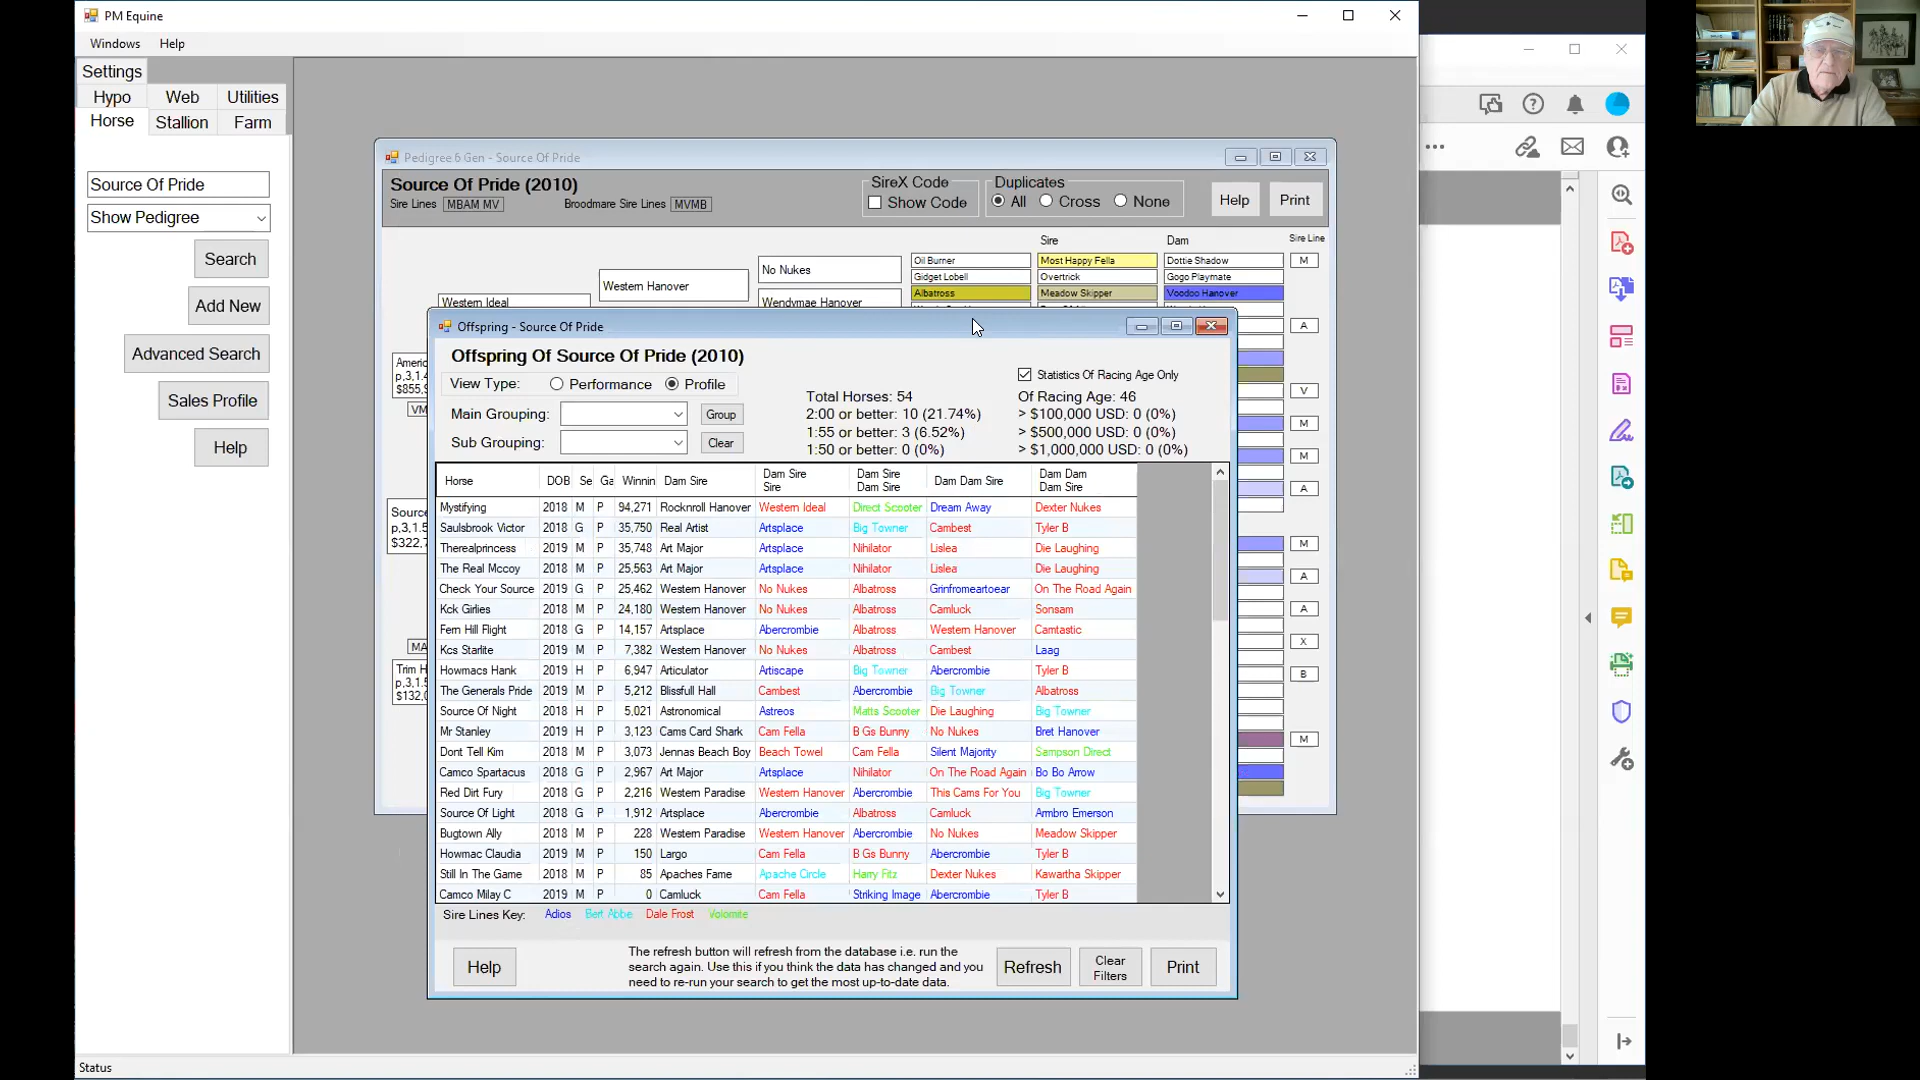 PM Equine
Windows Help
Settings
Hypo Web Utilities
Horse Stallion Farm
Source Of Pride
Show Pedigree
Search
Add New
Advanced Search
Sales Profile
Help
Pedigree 6 Gen - Source Of Pride
Source Of Pride (2010)
Sire Lines MBAM MV Broodmare Sire Lines MVMB
SireX Code
Show Code
Duplicates
All Cross None
Help Print
Sire Dam Sire Line
Oil Burner Most Happy Fella Dottie Shadow M
No Nukes
Gidget Lobell Overtrick Gogo Playmate
Western Hanover
Albatross Meadow Skipper Voodoo Hanover
Western Ideal Wendymae Hanover
A
V
M
M
A
M
A
A
X
B
M
Offspring - Source Of Pride
Offspring Of Source Of Pride (2010)
View Type: Performance Profile
Main Grouping: Group
Sub Grouping: Clear
Total Horses: 54
2:00 or better: 10 (21.74%)
1:55 or better: 3 (6.52%)
1:50 or better: 0 (0%)
Statistics Of Racing Age Only
Of Racing Age: 46
> $100,000 USD: 0 (0%)
> $500,000 USD: 0 (0%)
> $1,000,000 USD: 0 (0%)
Horse DOB Se Ga Winnin Dam Sire Dam Sire Sire Dam Sire Dam Sire Dam Dam Sire Dam Dam Dam Sire
Mystifying 2018 M P 94,271 Rocknroll Hanover Western Ideal Direct Scooter Dream Away Dexter Nukes
Saulsbrook Victor 2018 G P 35,750 Real Artist Artsplace Big Towner Cambest Tyler B
Therealprincess 2019 M P 35,748 Art Major Artsplace Nihilator Lislea Die Laughing
The Real Mccoy 2018 M P 25,563 Art Major Artsplace Nihilator Lislea Die Laughing
Check Your Source 2019 G P 25,462 Western Hanover No Nukes Albatross Grinfromeartoear On The Road Again
Kck Girlies 2018 M P 24,180 Western Hanover No Nukes Albatross Camluck Sonsam
Fern Hill Flight 2018 G P 14,157 Artsplace Abercrombie Albatross Western Hanover Camtastic
Kcs Starlite 2018 M P 7,382 Western Hanover No Nukes Albatross Cambest Laag
Howmacs Hank 2019 H P 6,947 Articulator Artiscape Big Towner Abercrombie Tyler B
The Generals Pride 2019 M P 5,212 Blissfull Hall Cambest Abercrombie Big Towner Albatross
Source Of Night 2018 H P 5,021 Astronomical Astreos Matts Scooter Die Laughing Big Towner
Mr Stanley 2019 H P 3,123 Cams Card Shark Cam Fella B Gs Bunny No Nukes Bret Hanover
Dont Tell Kim 2018 M P 3,073 Jennas Beach Boy Beach Towel Cam Fella Silent Majority Sampson Direct
Camco Spartacus 2018 G P 2,967 Art Major Artsplace Nihilator On The Road Again Bo Bo Arrow
Red Dirt Fury 2018 G P 2,216 Western Paradise Western Hanover Abercrombie This Cams For You Big Towner
Source Of Light 2018 G P 1,912 Artsplace Abercrombie Albatross Camluck Ambro Emerson
Bugtown Ally 2018 M P 228 Western Paradise Western Hanover Abercrombie No Nukes Meadow Skipper
Howmac Claudia 2019 M P 150 Largo Cam Fella B Gs Bunny Abercrombie Tyler B
Still In The Game 2018 M P 85 Apaches Fame Apache Circle Harry Fitz Dexter Nukes Kawartha Skipper
Camco Milay C 2019 M P 0 Camluck Cam Fella Striking Image Abercrombie Tyler B
Sire Lines Key: Adios Bert Abbe Dale Frost Volomite
Help
The refresh button will refresh from the database i.e. run the
search again. Use this if you think the data has changed and you
need to re-run your search to get the most up-to-date data.
Refresh
Clear Filters
Print
Status